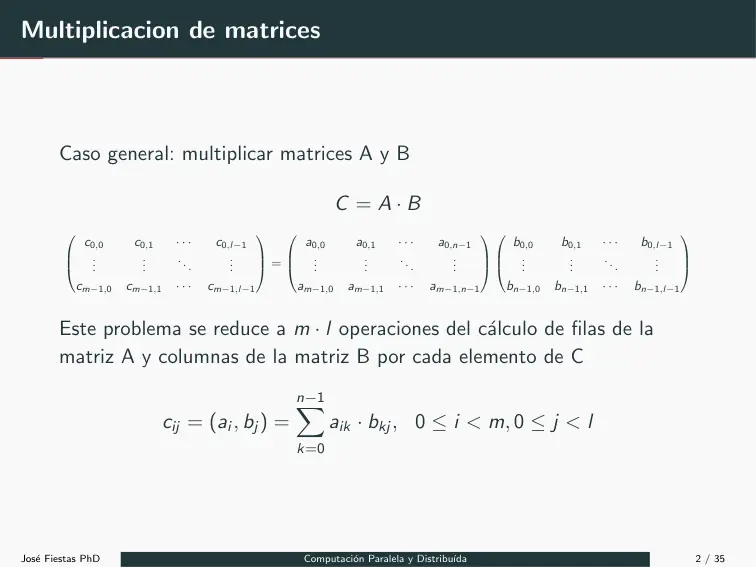 Multiplicacion de matrices
Caso general: multiplicar matrices A y B
C = A · B
c0,0 c0,1 ··· c0,l−1 a0,0 a0,1 ··· a0,n−1 b0,0 b0,1 ··· b0,l−1
⋮ ⋮ ⋱ ⋮ = ⋮ ⋮ ⋱ ⋮ ⋮ ⋮ ⋱ ⋮
cm−1,0 cm−1,1 ··· cm−1,l−1 am−1,0 am−1,1 ··· am−1,n−1 bn−1,0 bn−1,1 ··· bn−1,l−1
Este problema se reduce a m · l operaciones del cálculo de filas de la
matriz A y columnas de la matriz B por cada elemento de C
n−1
cij = (ai, bj) = ∑ aik · bkj, 0 ≤ i < m, 0 ≤ j < l
k=0
José Fiestas PhD Computación Paralela y Distribuída 2 / 35